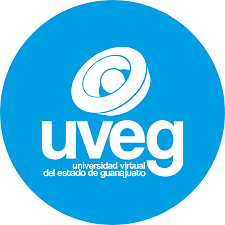 uveg
universidad virtual
del estado de guanajuato